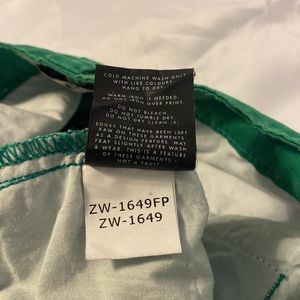 COLD MACHINE WASH ONLY
WITH LIKE COLOURS.
HANG TO DRY.
WARM IRON IF NEEDED.
DO NOT IRON OVER PRINT.
DO NOT BLEACH.
DO NOT TUMBLE DRY.
DO NOT DRY CLEAN (X)
EDGES THAT HAVE BEEN LEFT
RAW ON THESE GARMENTS ARE
A DESIGN FEATURE. MAY
FRAY SLIGHTLY AFTER WASH
& WEAR. THIS IS A FEATURE
OF THESE GARMENTS - NOT
A FAULT.
ZW-1649FP
ZW-1649